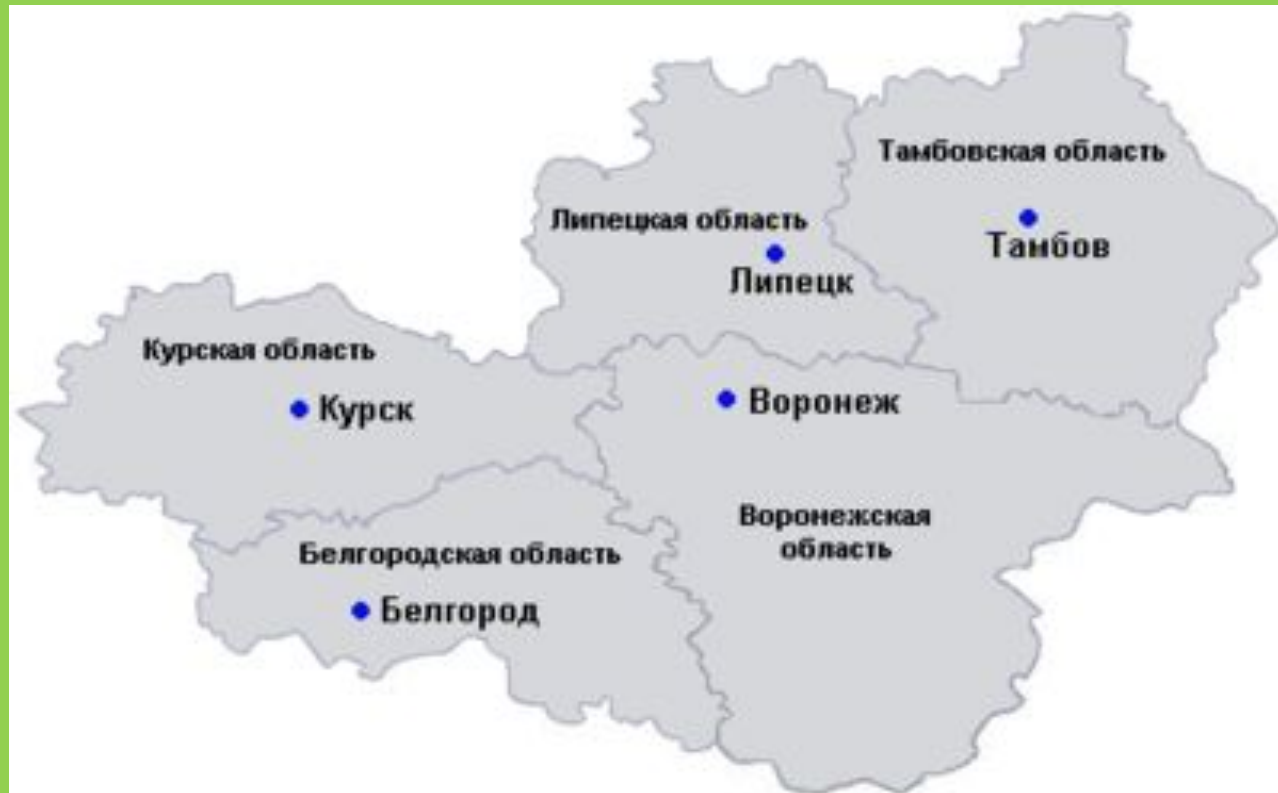 Тамбовская область
Тамбов
Липецкая область
Липецк
Курская область
Курск
Воронеж
Воронежская
область
Белгородская область
Белгород